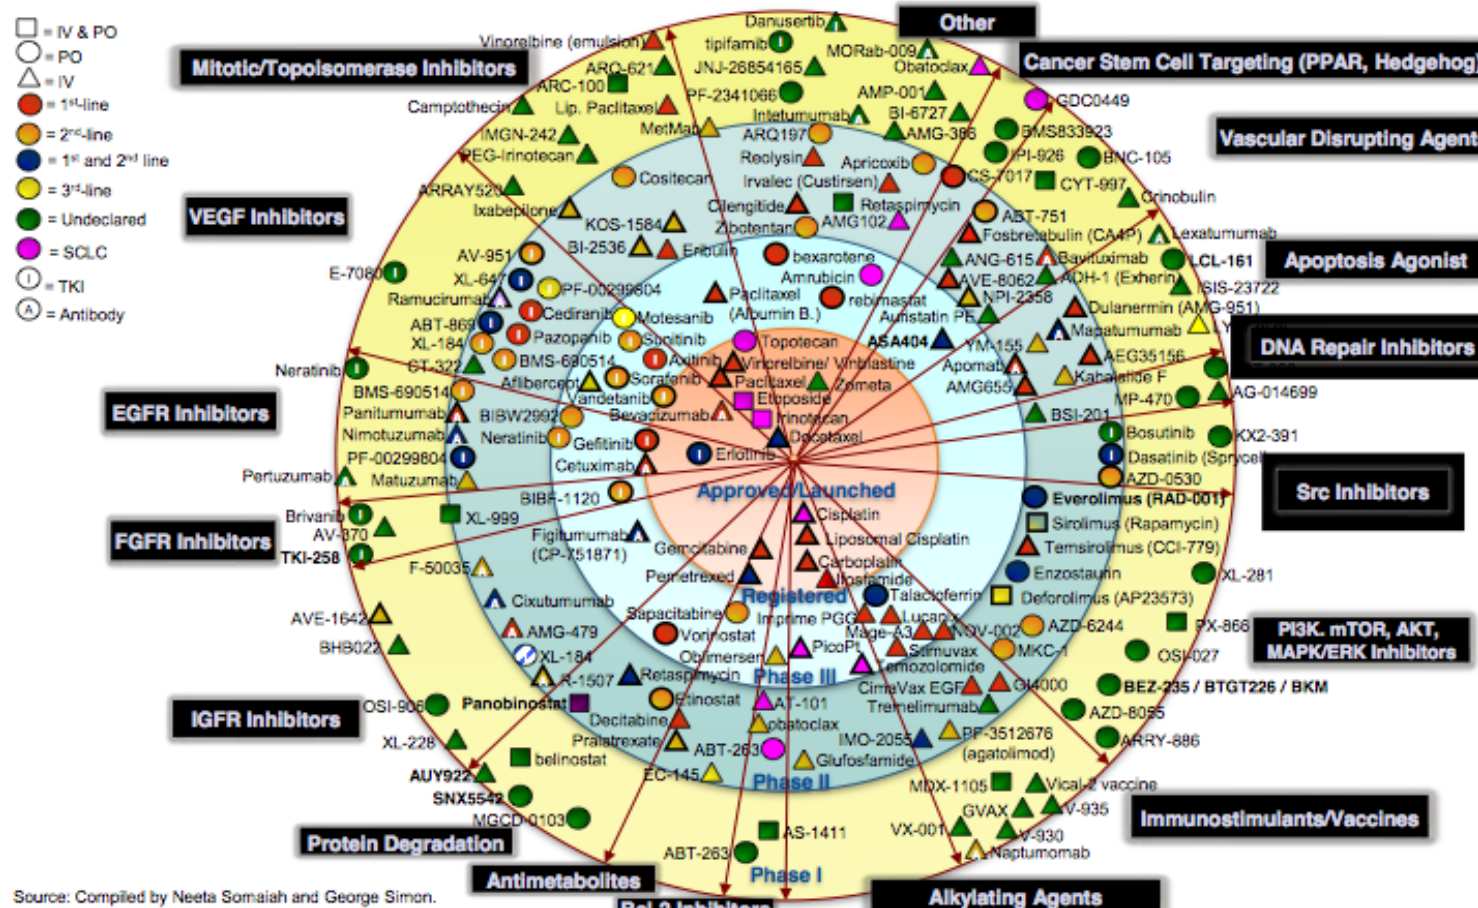 = IV & PO
= PO
= IV
= 1st-line
= 2nd-line
= 1st and 2nd line
= 3rd-line
= Undeclared
= SCLC
I = TKI
A = Antibody
Mitotic/Topoisomerase Inhibitors
Other
Cancer Stem Cell Targeting (PPAR, Hedgehog)
Vascular Disrupting Agent
Apoptosis Agonist
DNA Repair Inhibitors
Src Inhibitors
PI3K. mTOR, AKT,
MAPK/ERK Inhibitors
Immunostimulants/Vaccines
Alkylating Agents
Antimetabolites
Protein Degradation
IGFR Inhibitors
FGFR Inhibitors
EGFR Inhibitors
VEGF Inhibitors
Vinorelbine (emulsion)
ARQ-621
ARC-100
Lip. Paclitaxel
Camptothecin
IMGN-242
PEG-Irinotecan
MetMab
ARRAY520
Ixabepilone
Cositecan
KOS-1584
BI-2536
Eribulin
Danusertib
tipifamib
MORab-009
JNJ-26854165
Obatoclax
PF-2341066
AMP-001
Intetumumab
BI-6727
AMG-386
ARQ197
Reolysin
Apricoxib
Irvalec (Custirsen)
CS-7017
Cilengitide
Retaspimycin
Zibotentan
AMG102
bexarotene
Amrubicin
rebimastat
Paclitaxel
(Albumin B.)
GDC0449
BMS833923
IPI-926
BNC-105
CYT-997
Crinobulin
ABT-751
Fosbretabulin (CA4P)
Lexatumumab
ANG-615
Bavituximab
LCL-161
AVE-8062
ADH-1 (Exherin)
ISIS-23722
NPI-2358
Auristatin PE
Dulanermin (AMG-951)
ASA404
Mapatumumab
YM-155
AEG35156
Apomab
Kahalalide F
AMG655
MP-470
AG-014699
BSI-201
Bosutinib
KX2-391
Dasatinib (Sprycel
AZD-0530
E-7080
AV-951
XL-647
PF-00299804
Ramucirumab
Cediranib
Motesanib
ABT-869
Pazopanib
Sunitinib
XL-184
BMS-690514
Axitinib
CT-322
Aflibercept
Sorafenib
Vandetanib
Bevacizumab
Topotecan
Vinorelbine/ Vinblastine
Paclitaxel
Zometa
Etoposide
Irinotecan
Docetaxel
Neratinib
BMS-690514
Panitumumab
BIBW2992
Nimotuzumab
Neratinib
Gefitinib
PF-00299804
Erlotinib
Pertuzumab
Matuzumab
Cetuximab
BIBF-1120
Approved/Launched
Brivanib
XL-999
AV-370
TKI-258
Figitumumab
(CP-751871)
F-50035
Cixutumumab
AVE-1642
AMG-479
BHB022
XL-184
R-1507
OSI-906
XL-228
Everolimus (RAD-001)
Sirolimus (Rapamycin)
Temsirolimus (CCI-779)
Enzostaurin
XL-281
Deforolimus (AP23573)
AZD-6244
PX-866
MKC-1
OSI-027
BEZ-235 / BTGT226 / BKM
AZD-8055
ARRY-886
Cisplatin
Liposomal Cisplatin
Carboplatin
Ifosfamide
Gemcitabine
Pemetrexed
Registered
Talactoferrin
Sapacitabine
Imprime PGG
Lucanix
Vorinostat
Mage-A3
NOV-002
Oblimersen
PicoPt
Stimuvax
Temozolomide
Phase III
Retaspimycin
Panobinostat
Etinostat
AT-101
CimaVax EGF
GI4000
Tremelimumab
Decitabine
obatoclax
Pralatrexate
ABT-263
IMO-2055
PF-3512676
(agatolimod)
Glufosfamide
belinostat
AUY922
EC-145
Phase II
SNX5542
MGCD-0103
MDX-1105
Vical-2 vaccine
GVAX
V-935
AS-1411
VX-001
V-930
ABT-263
Naptumomab
Phase I
Source: Compiled by Neeta Somaiah and George Simon.